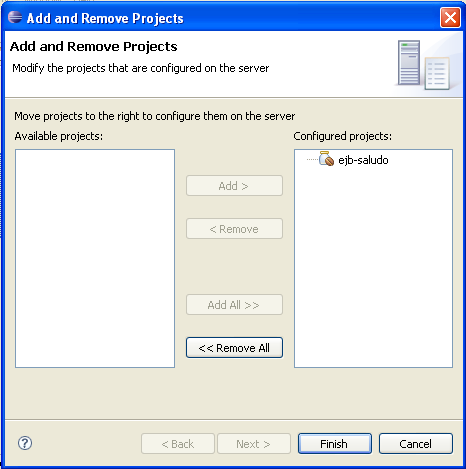 Add and Remove Projects
Add and Remove Projects
Modify the projects that are configured on the server
Move projects to the right to configure them on the server
Available projects:
Configured projects:
ejb-saludo
Add >
< Remove
Add All >>
<< Remove All
?
< Back
Next >
Finish
Cancel